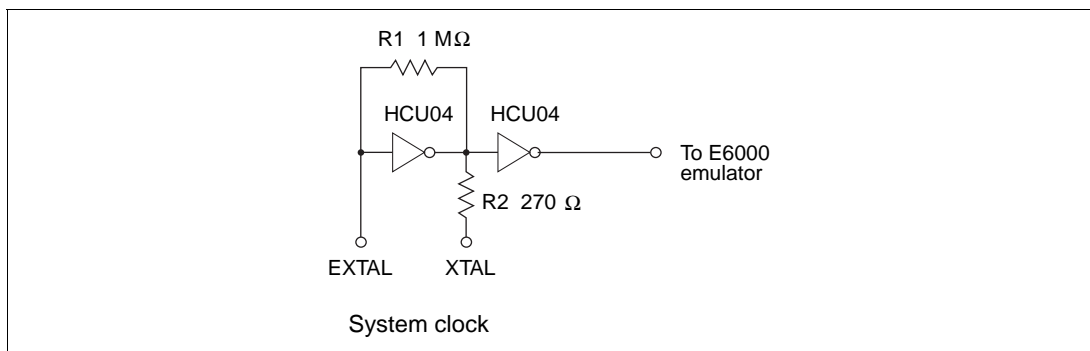 R1 1 MΩ
HCU04
HCU04
To E6000
emulator
R2 270 Ω
EXTAL
XTAL
System clock